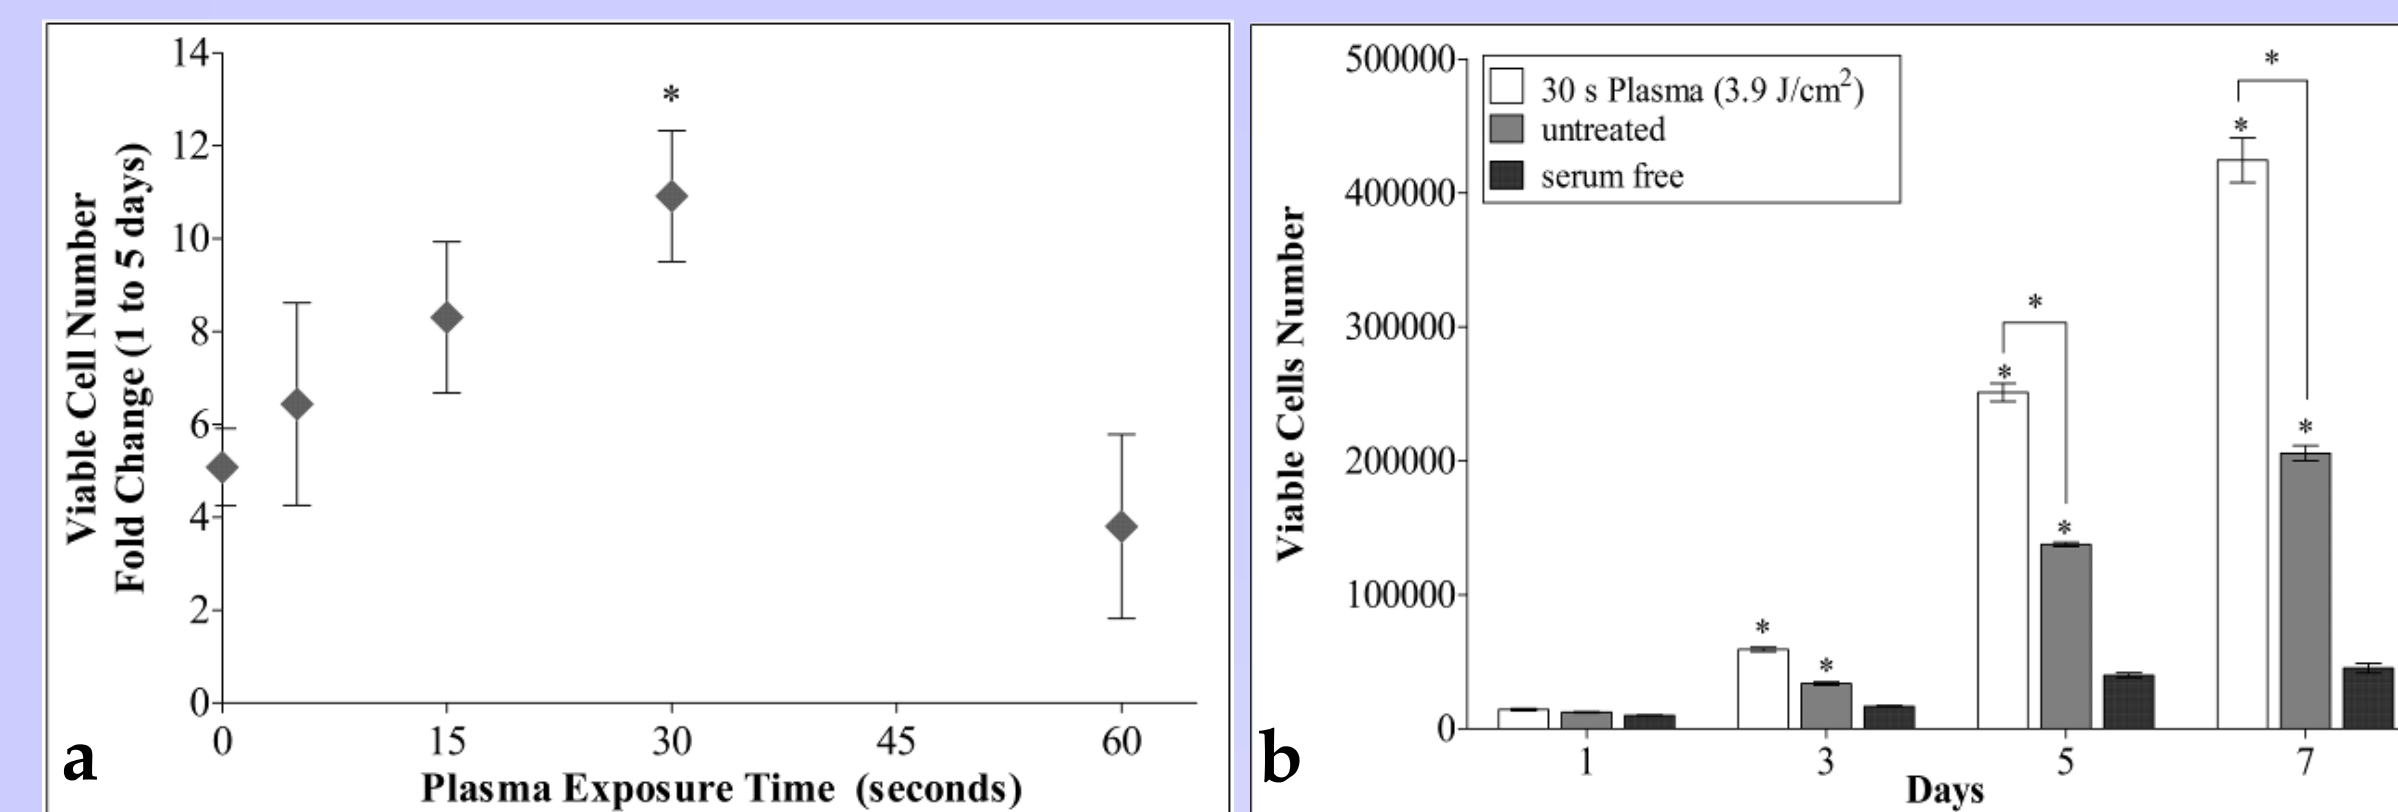 14
12
10
8
6
4
2
0
*
0 15 30 45 60
Viable Cell Number
Fold Change (1 to 5 days)
Plasma Exposure Time (seconds)
a
500000
400000
300000
200000
100000
0
30 s Plasma (3.9 J/cm²)
untreated
serum free
*
*
*
*
*
*
*
*
1 3 5 7
Viable Cells Number
Days
b